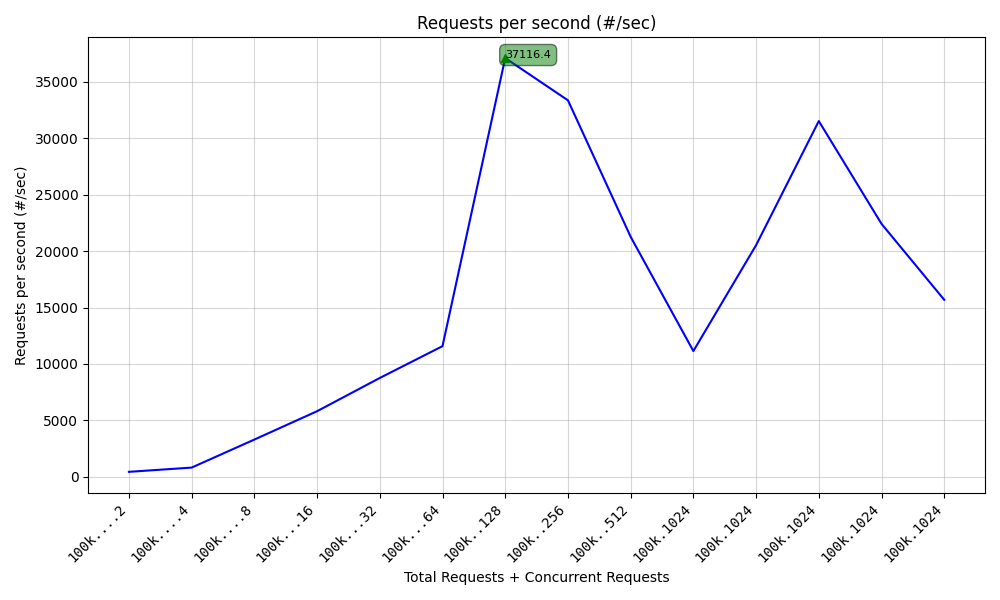 Requests per second (#/sec)
37116.4
35000
30000
25000
20000
15000
10000
5000
0
Requests per second (#/sec)
100k....2
100k....4
100k....8
100k...16
100k...32
100k...64
100k..128
100k..256
100k..512
100k.1024
100k.1024
100k.1024
100k.1024
100k.1024
Total Requests + Concurrent Requests